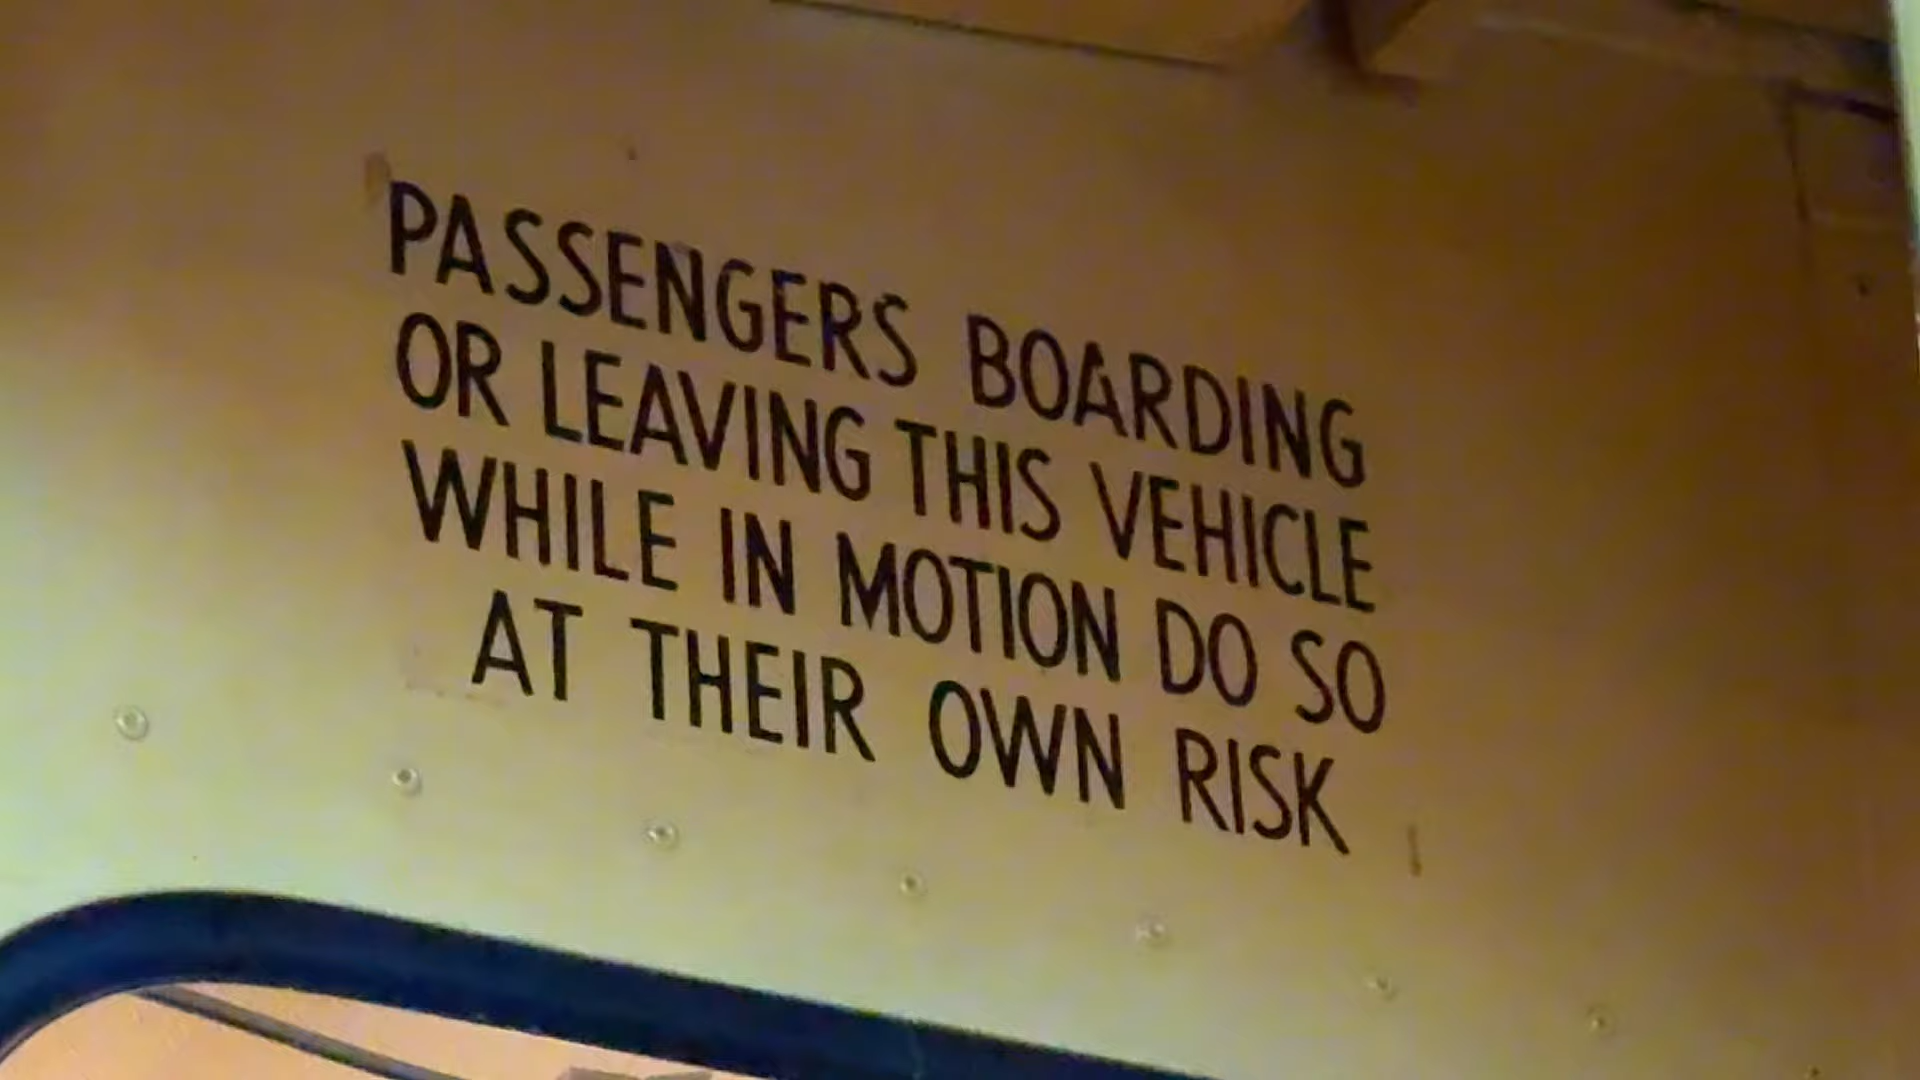 PASSENGERS BOARDING
OR LEAVING THIS VEHICLE
WHILE IN MOTION DO SO
AT THEIR OWN RISK